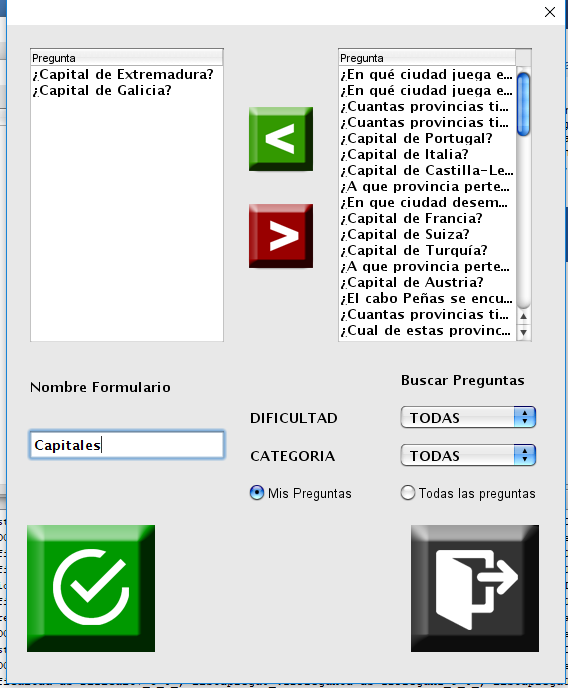 Pregunta
¿Capital de Extremadura?
¿Capital de Galicia?
<
>
Pregunta
¿En qué ciudad juega e...
¿En qué ciudad juega e...
¿Cuantas provincias ti...
¿Cuantas provincias ti...
¿Capital de Portugal?
¿Capital de Italia?
¿Capital de Castilla-Le...
¿A que provincia perte...
¿En que ciudad desem...
¿Capital de Francia?
¿Capital de Suiza?
¿Capital de Turquía?
¿A que provincia perte...
¿Capital de Austria?
¿El cabo Peñas se encu...
¿Cuantas provincias ti...
¿Cual de estas provinc...
Nombre Formulario
Capitales
Buscar Preguntas
DIFICULTAD
TODAS
CATEGORIA
TODAS
Mis Preguntas
Todas las preguntas